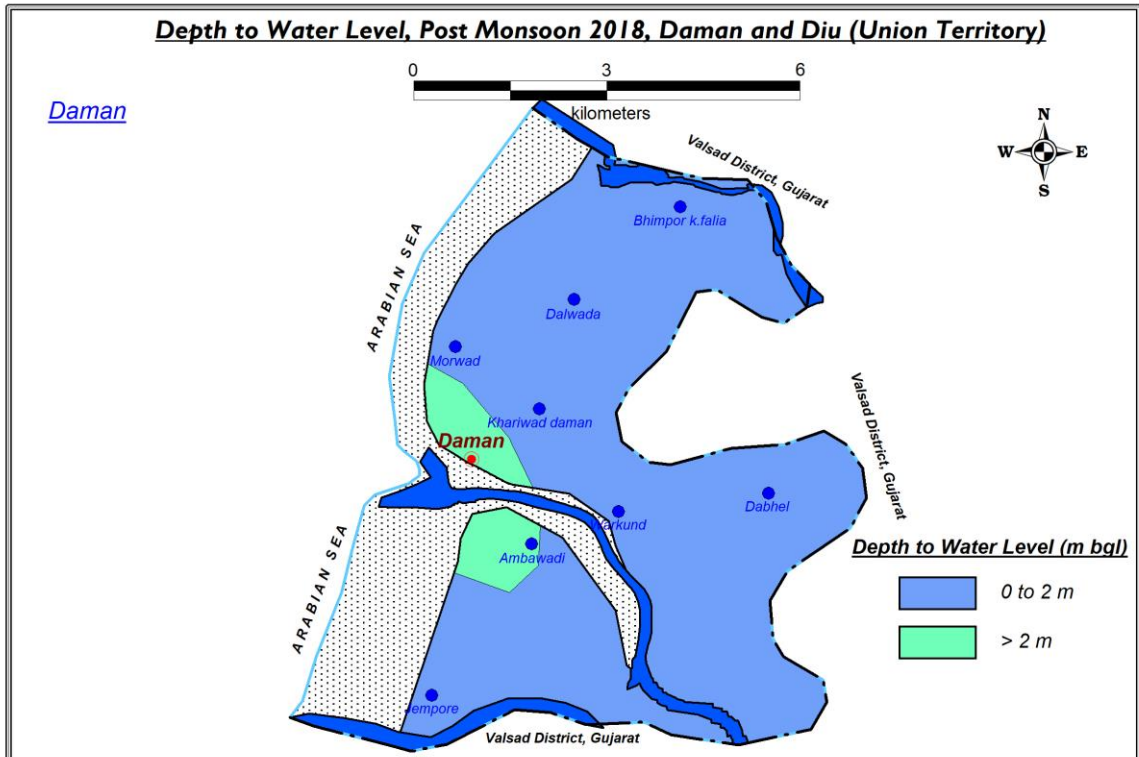 Depth to Water Level, Post Monsoon 2018, Daman and Diu (Union Territory)
0 3 6
kilometers
Daman
N
W E
S
Valsad District, Gujarat
Bhimpor k.falia
ARABIAN SEA
Dalwada
Morwad
Khariwad daman
Daman
Valsad District, Gujarat
Dabhel
Warkund
Ambawadi
ARABIAN SEA
Depth to Water Level (m bgl)
0 to 2 m
> 2 m
Jempore
Valsad District, Gujarat